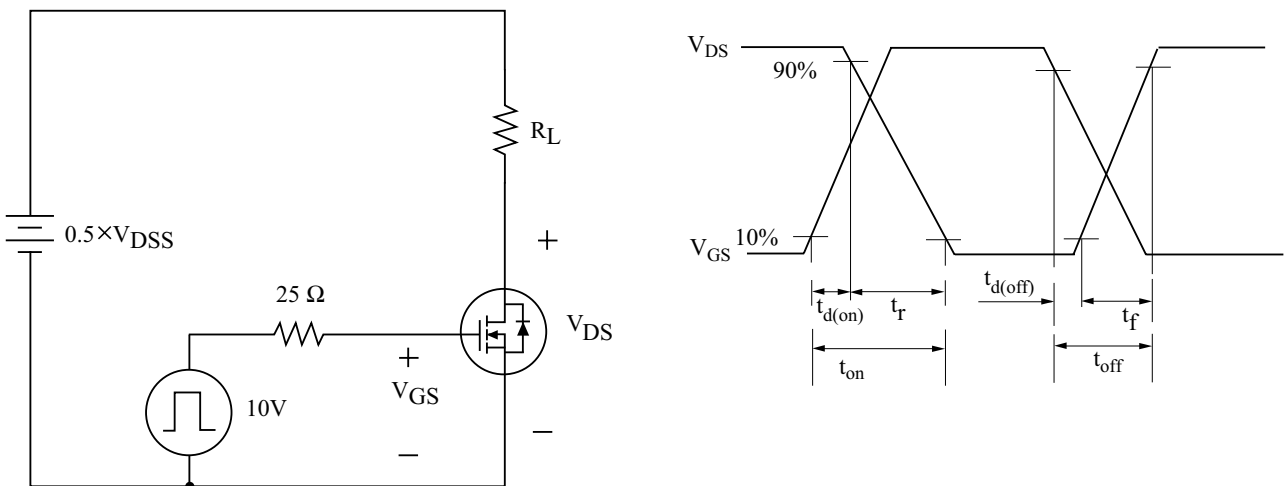 R_L
0.5×V_DSS
+
25 Ω
V_DS
+
V_GS
10V
−
−
V_DS
90%
V_GS 10%
t_d(on)
t_r
t_d(off)
t_f
t_on
t_off